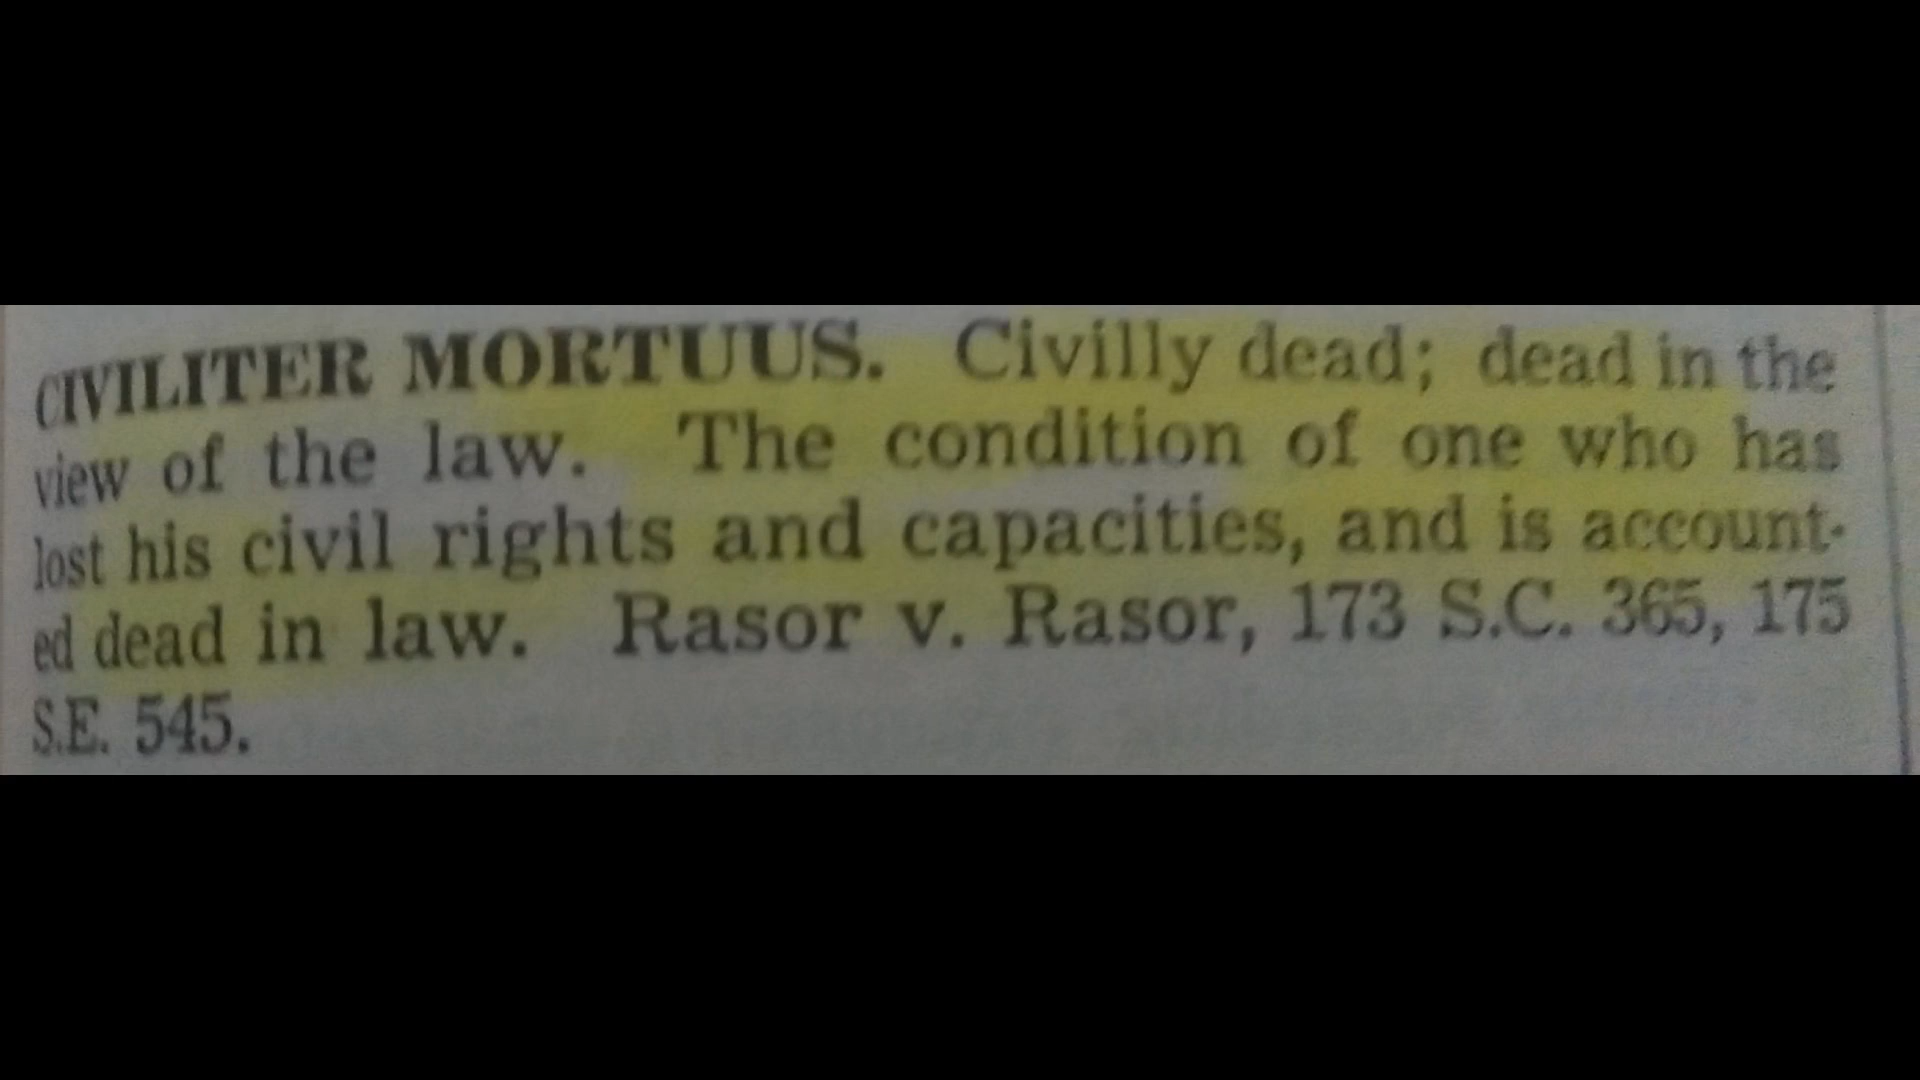 CIVILITER MORTUUS. Civilly dead; dead in the
view of the law. The condition of one who has
lost his civil rights and capacities, and is account-
ed dead in law. Rasor v. Rasor, 173 S.C. 365, 175
S.E. 545.